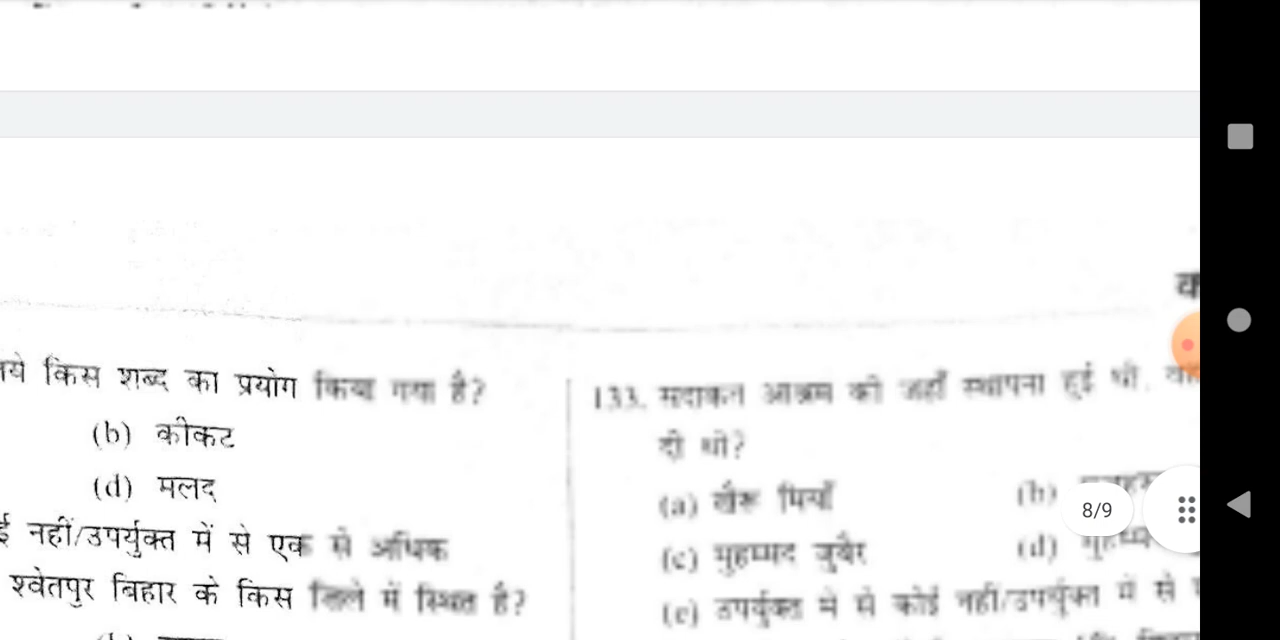 ये किस शब्द का प्रयोग किया गया है?
(b) कीकट
(d) मलद
नहीं/उपर्युक्त में से एक से अधिक
श्वेतपुर बिहार के किस जिले में स्थित है?
133. सदाकत आश्रम की जहाँ स्थापना हुई थी,
दी थी?
(a) खैरू मियाँ
(b)
(c) मुहम्मद जुबैर
(d)
(e) उपर्युक्त में से कोई नहीं/उपर्युक्त में से
8/9